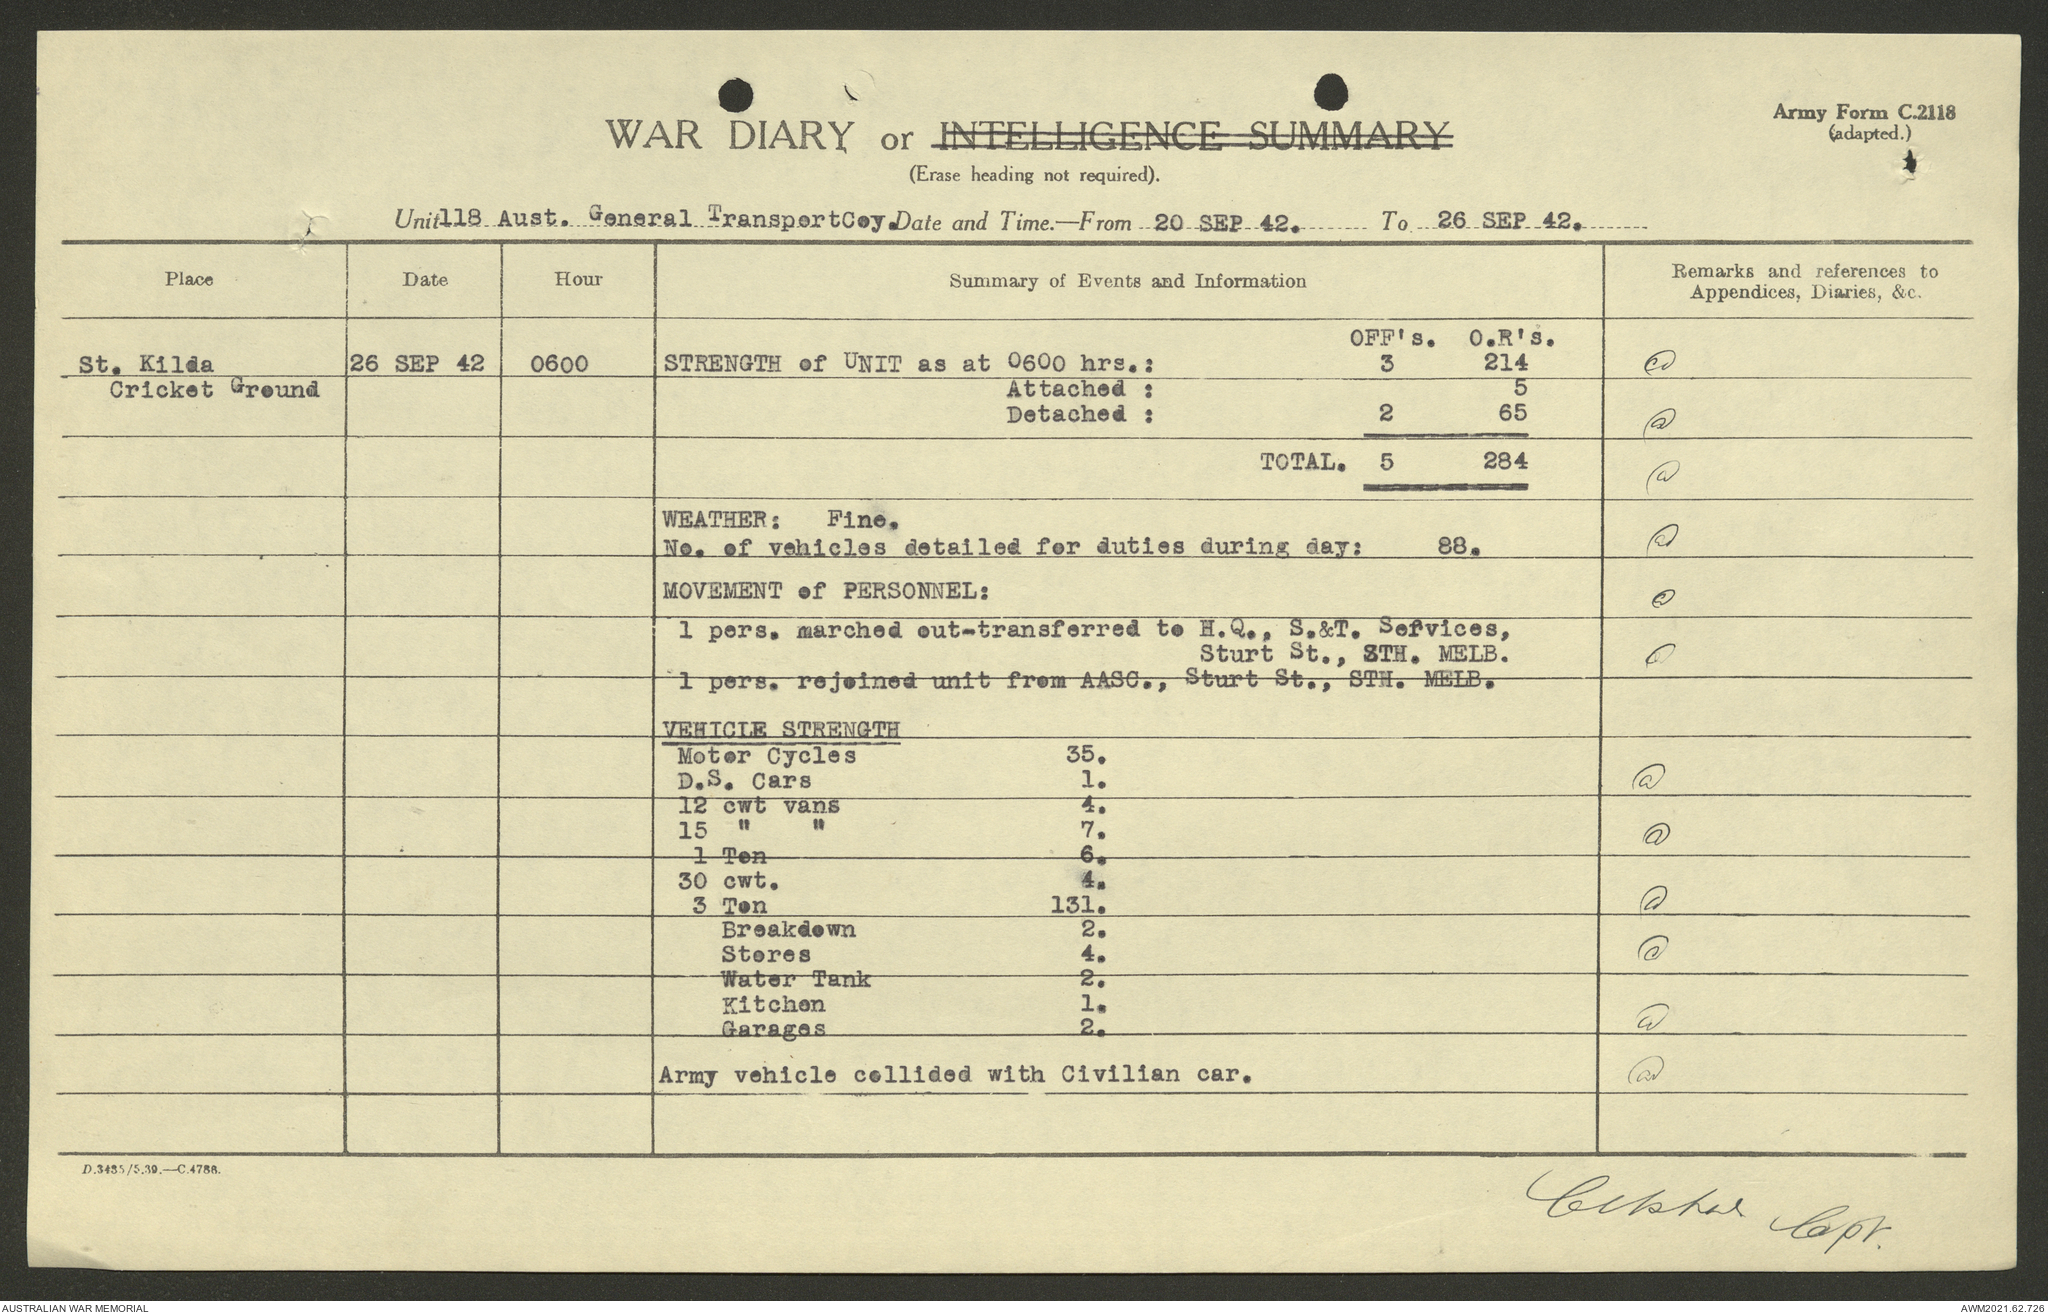 Army Form C.2118
(adapted.)
WAR DIARY or INTELLIGENCE SUMMARY
(Erase heading not required).
Unit 118 Aust. General Transport Coy. Date and Time.—From 20 SEP 42. To 26 SEP 42.
Place Date Hour Summary of Events and Information Remarks and references to Appendices, Diaries, &c.
OFF's. O.R's.
St. Kilda 26 SEP 42 0600 STRENGTH of UNIT as at 0600 hrs.: 3 214
Cricket Ground Attached : 5
Detached : 2 65
TOTAL. 5 284
WEATHER: Fine.
No. of vehicles detailed for duties during day: 88.
MOVEMENT of PERSONNEL:
1 pers. marched out-transferred to H.Q., S.&T. Services,
Sturt St., STH. MELB.
1 pers. rejoined unit from AASC., Sturt St., STH. MELB.
VEHICLE STRENGTH
Motor Cycles 35.
D.S. Cars 1.
12 cwt vans 4.
15 " " 7.
1 Ton 6.
30 cwt. 4.
3 Ton 131.
Breakdown 2.
Stores 4.
Water Tank 2.
Kitchen 1.
Garages 2.
Army vehicle collided with Civilian car.
D.3435/5.39.—C.4786.
Capt.
AUSTRALIAN WAR MEMORIAL
AWM2021.62.726